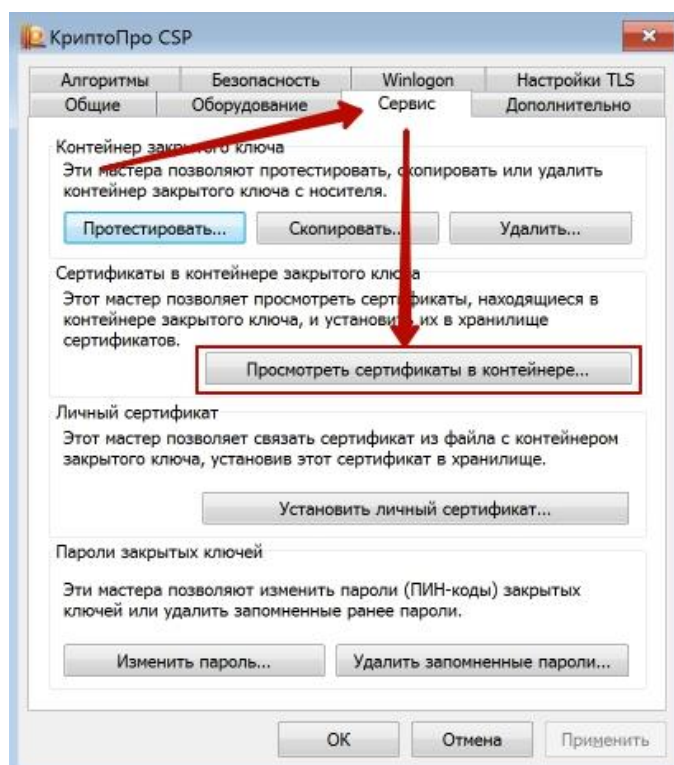 КриптоПро CSP
Алгоритмы Безопасность Winlogon Настройки TLS
Общие Оборудование Сервис Дополнительно
Контейнер закрытого ключа
Эти мастера позволяют протестировать, скопировать или удалить
контейнер закрытого ключа с носителя.
Протестировать... Скопировать... Удалить...
Сертификаты в контейнере закрытого ключа
Этот мастер позволяет просмотреть сертификаты, находящиеся в
контейнере закрытого ключа, и установить их в хранилище
сертификатов.
Просмотреть сертификаты в контейнере...
Личный сертификат
Этот мастер позволяет связать сертификат из файла с контейнером
закрытого ключа, установив этот сертификат в хранилище.
Установить личный сертификат...
Пароли закрытых ключей
Эти мастера позволяют изменить пароли (ПИН-коды) закрытых
ключей или удалить запомненные ранее пароли.
Изменить пароль... Удалить запомненные пароли...
ОК Отмена Применить